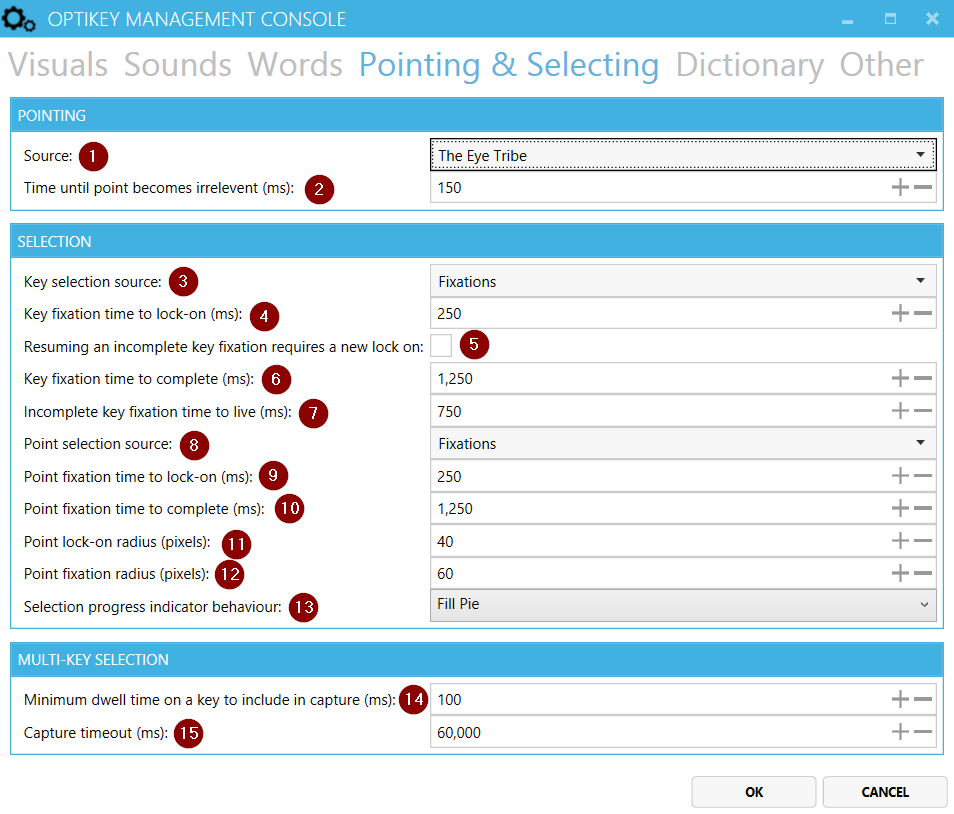 OPTIKEY MANAGEMENT CONSOLE
Visuals Sounds Words Pointing & Selecting Dictionary Other
POINTING
Source: 1 The Eye Tribe
Time until point becomes irrelevent (ms): 2 150
SELECTION
Key selection source: 3 Fixations
Key fixation time to lock-on (ms): 4 250
Resuming an incomplete key fixation requires a new lock on: 5
Key fixation time to complete (ms): 6 1,250
Incomplete key fixation time to live (ms): 7 750
Point selection source: 8 Fixations
Point fixation time to lock-on (ms): 9 250
Point fixation time to complete (ms): 10 1,250
Point lock-on radius (pixels): 11 40
Point fixation radius (pixels): 12 60
Selection progress indicator behaviour: 13 Fill Pie
MULTI-KEY SELECTION
Minimum dwell time on a key to include in capture (ms): 14 100
Capture timeout (ms): 15 60,000
OK CANCEL